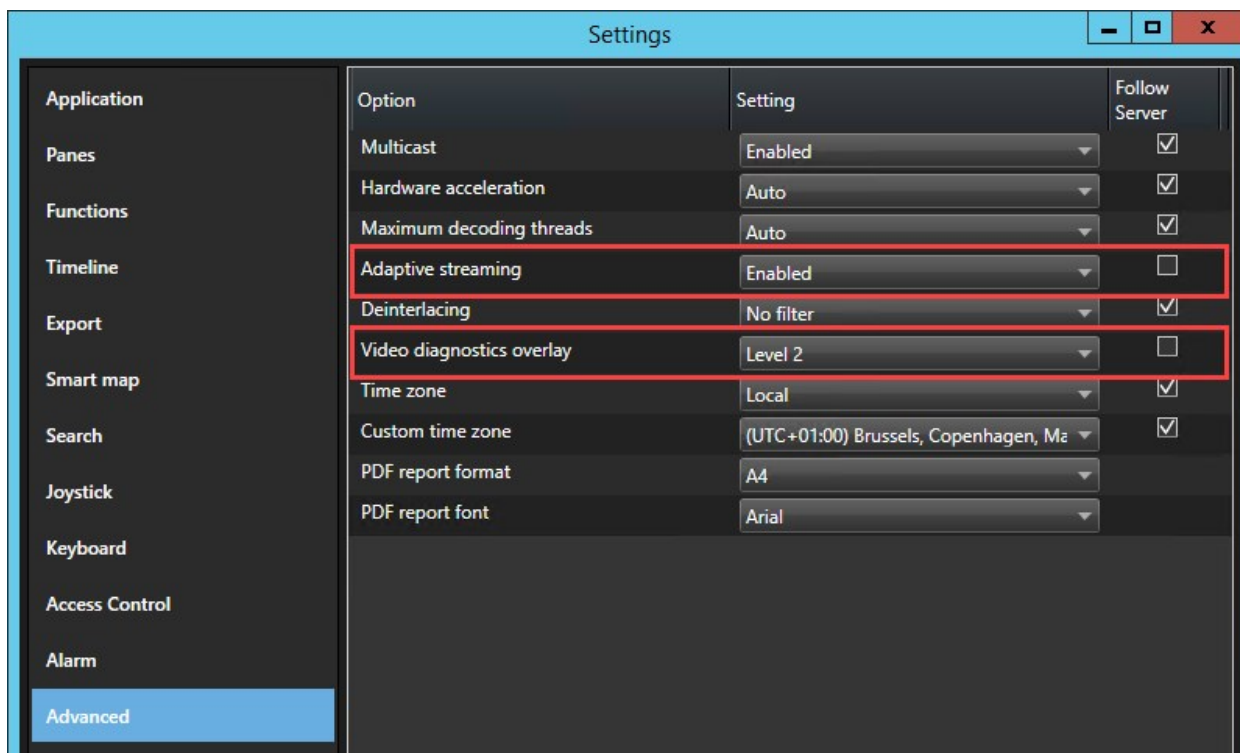 Settings
Application
Panes
Functions
Timeline
Export
Smart map
Search
Joystick
Keyboard
Access Control
Alarm
Advanced
Option Setting Follow
Server
Multicast Enabled
Hardware acceleration Auto
Maximum decoding threads Auto
Adaptive streaming Enabled
Deinterlacing No filter
Video diagnostics overlay Level 2
Time zone Local
Custom time zone (UTC+01:00) Brussels, Copenhagen, Ma
PDF report format A4
PDF report font Arial